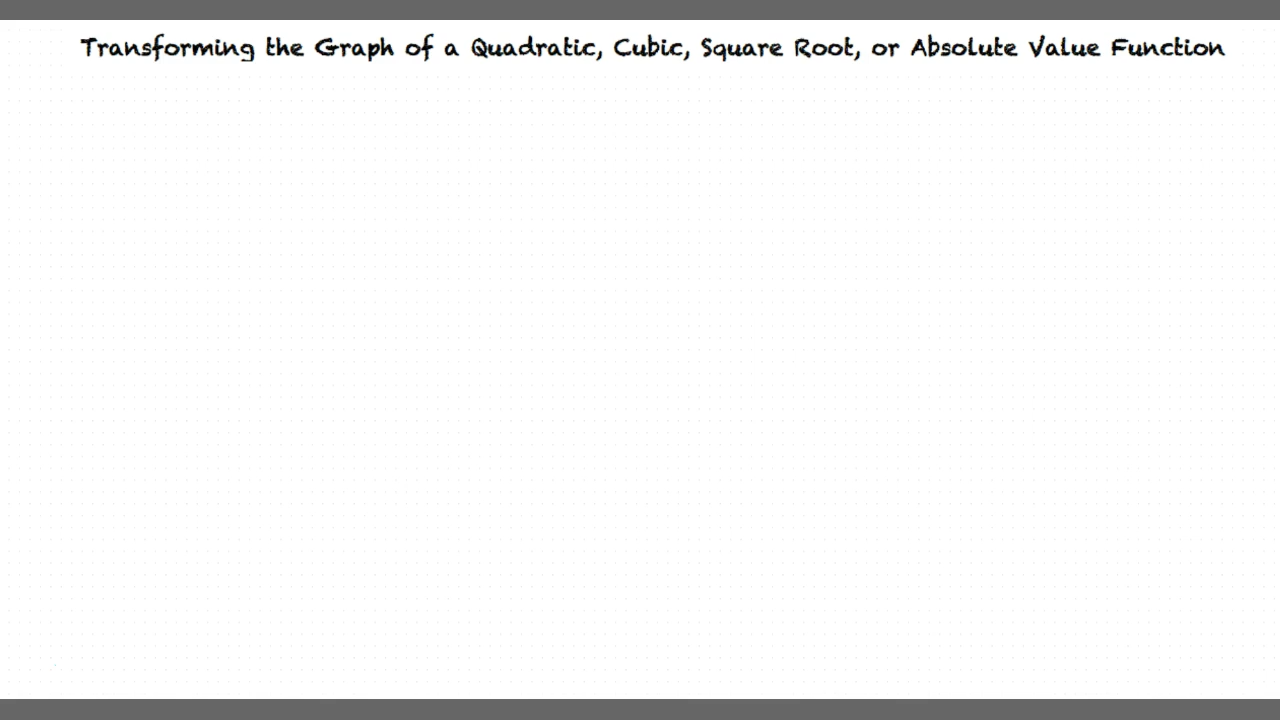 Transforming the Graph of a Quadratic, Cubic, Square Root, or Absolute Value Function